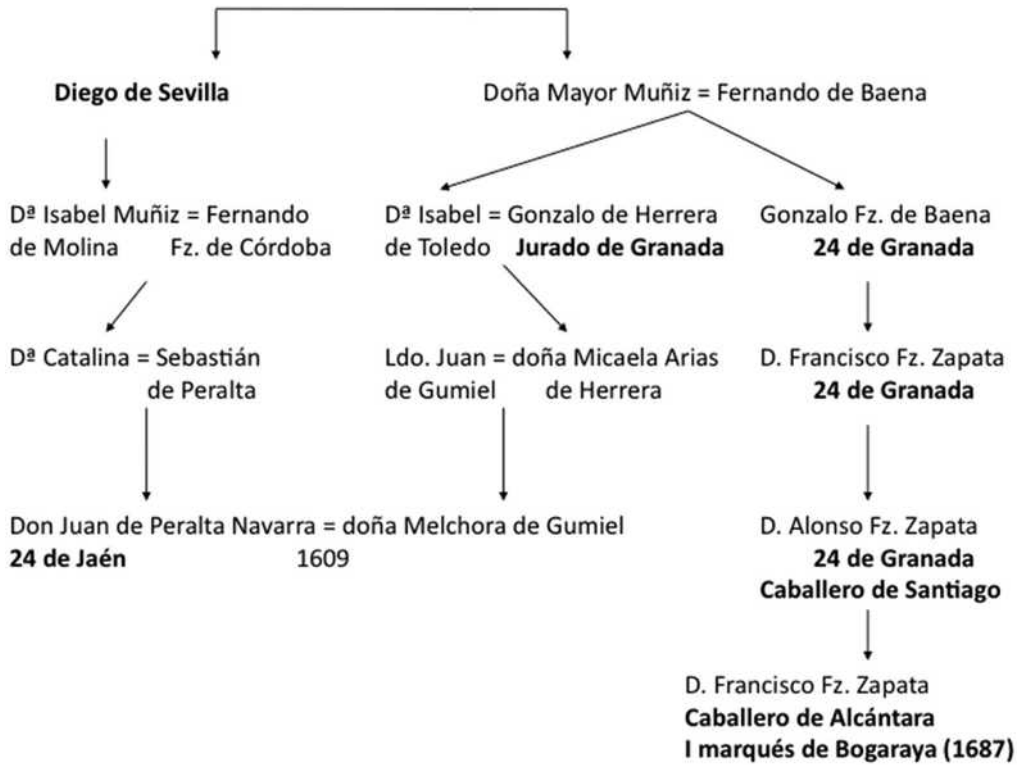 Diego de Sevilla
Doña Mayor Muñiz = Fernando de Baena
Dª Isabel Muñiz = Fernando
de Molina Fz. de Córdoba
Dª Isabel = Gonzalo de Herrera
de Toledo Jurado de Granada
Gonzalo Fz. de Baena
24 de Granada
Dª Catalina = Sebastián
de Peralta
Ldo. Juan = doña Micaela Arias
de Gumiel de Herrera
D. Francisco Fz. Zapata
24 de Granada
Don Juan de Peralta Navarra = doña Melchora de Gumiel
24 de Jaén 1609
D. Alonso Fz. Zapata
24 de Granada
Caballero de Santiago
D. Francisco Fz. Zapata
Caballero de Alcántara
I marqués de Bogaraya (1687)